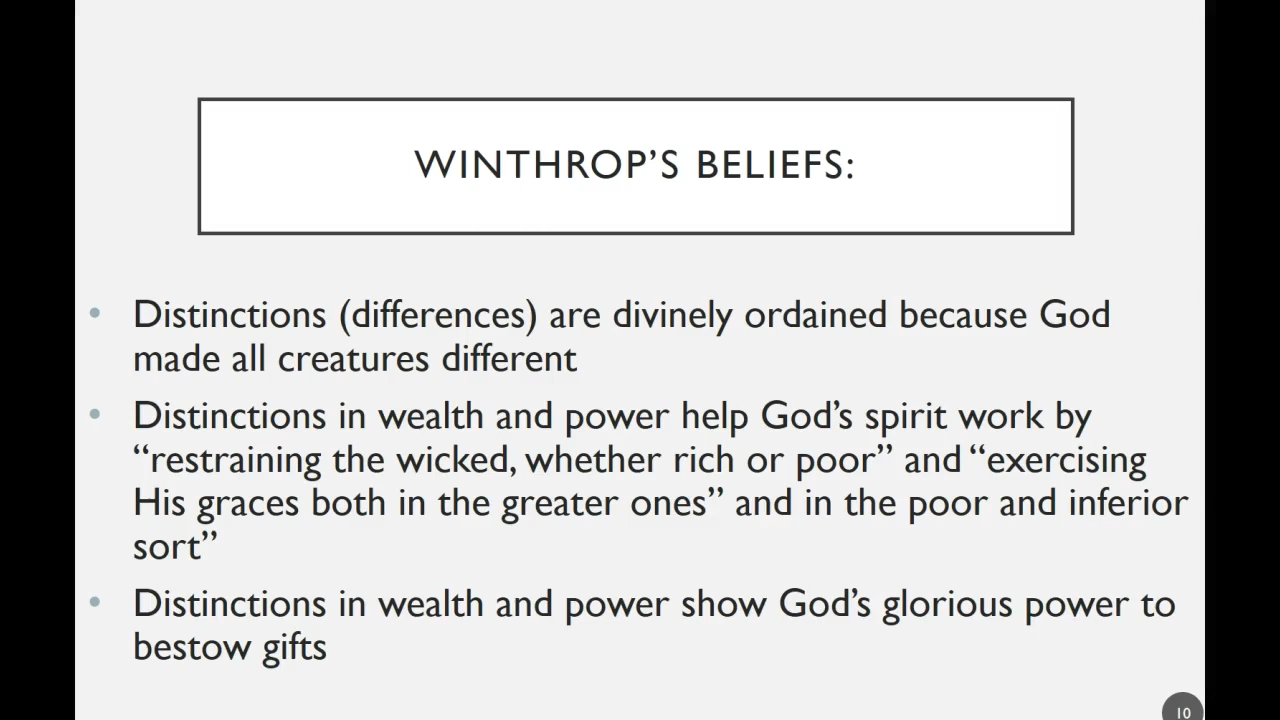 WINTHROP’S BELIEFS:
• Distinctions (differences) are divinely ordained because God
made all creatures different
• Distinctions in wealth and power help God’s spirit work by
“restraining the wicked, whether rich or poor” and “exercising
His graces both in the greater ones” and in the poor and inferior
sort”
• Distinctions in wealth and power show God’s glorious power to
bestow gifts
10